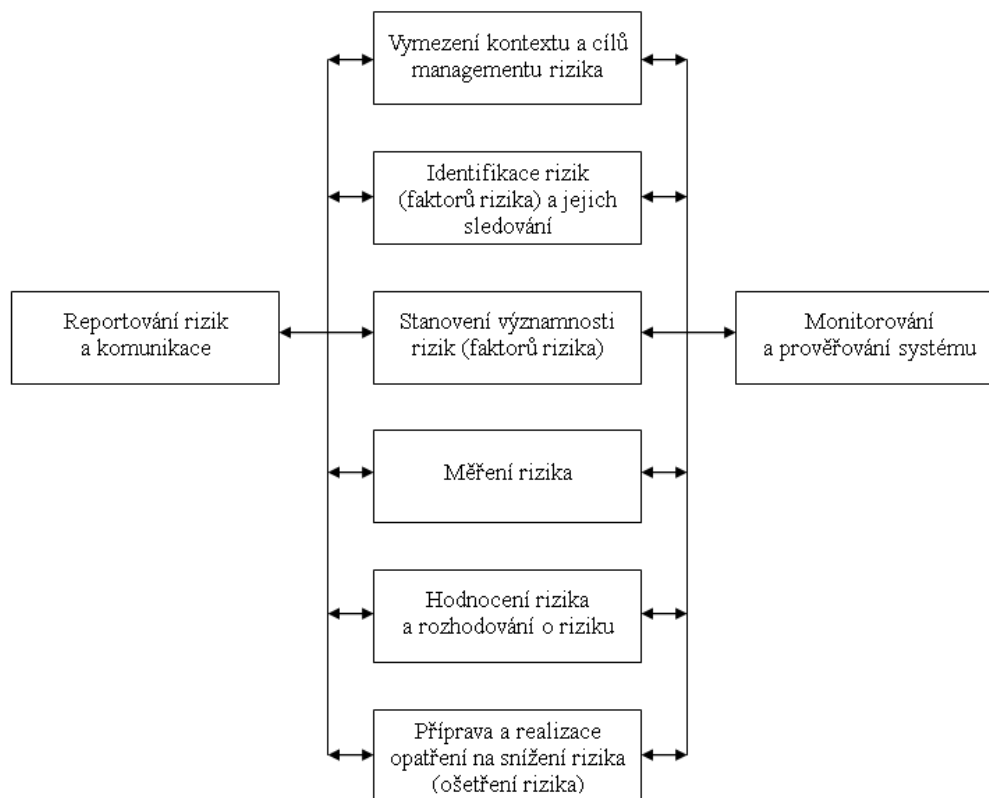 Vymezení kontextu a cílů
managementu rizika
Identifikace rizik
(faktorů rizika) a jejich
sledování
Reportování rizik
a komunikace
Stanovení významnosti
rizik (faktorů rizika)
Monitorování
a prověřování systému
Měření rizika
Hodnocení rizika
a rozhodování o riziku
Příprava a realizace
opatření na snížení rizika
(ošetření rizika)